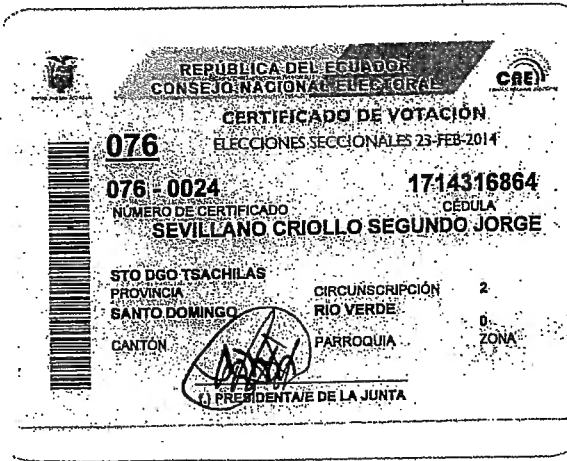 REPÚBLICA DEL ECUADOR
CONSEJO NACIONAL ELECTORAL
CNE
CERTIFICADO DE VOTACIÓN
076
ELECCIONES SECCIONALES 23-FEB-2014
076 - 0024
1714316864
NÚMERO DE CERTIFICADO
CÉDULA
SEVILLANO CRIOLLO SEGUNDO JORGE
STO DGO TSACHILAS
PROVINCIA
CIRCUNSCRIPCIÓN
2
SANTO DOMINGO
RIO VERDE
0
CANTÓN
PARROQUIA
ZONA
(.) PRESIDENTA/E DE LA JUNTA